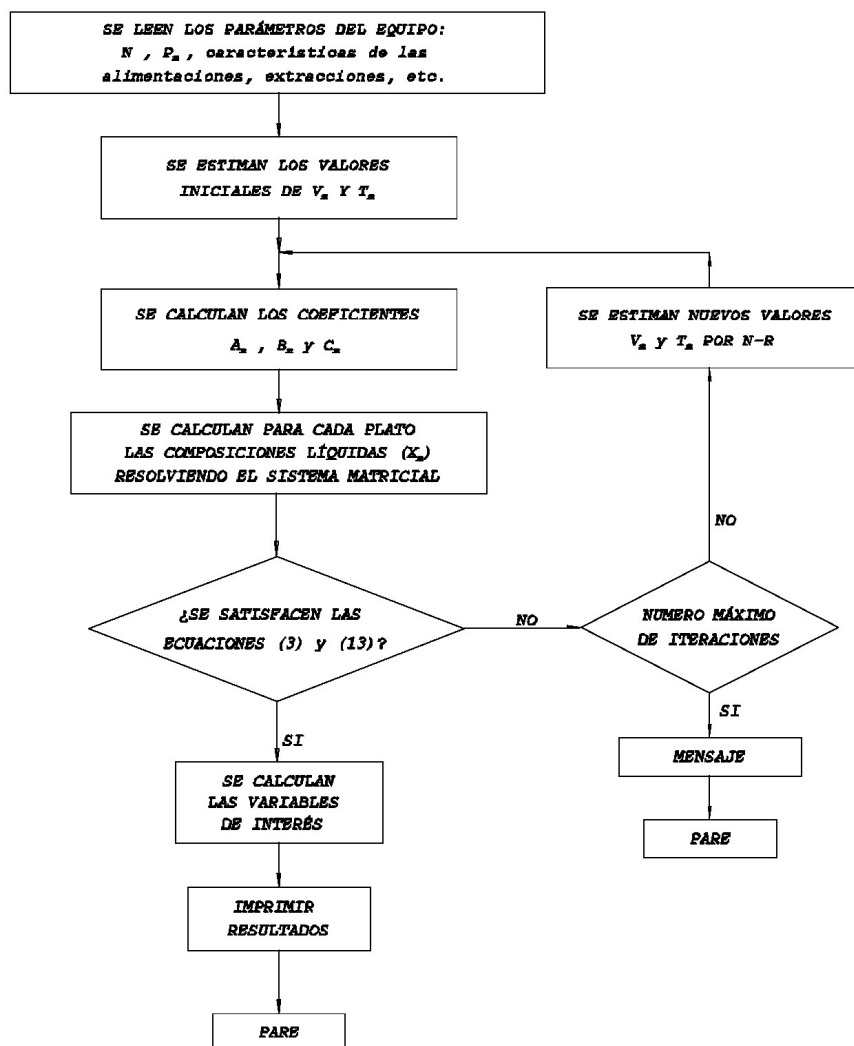 SE LEEN LOS PARÁMETROS DEL EQUIPO:
N , Pₙ, características de las
alimentaciones, extracciones, etc.
SE ESTIMAN LOS VALORES
INICIALES DE Vₙ Y Tₙ
SE CALCULAN LOS COEFICIENTES
Aₙ , Bₙ y Cₙ
SE ESTIMAN NUEVOS VALORES
Vₙ y Tₙ POR N-R
SE CALCULAN PARA CADA PLATO
LAS COMPOSICIONES LÍQUIDAS (Xₙ)
RESOLVIENDO EL SISTEMA MATRICIAL
NO
¿SE SATISFACEN LAS
ECUACIONES (3) y (13)?
NO
NUMERO MÁXIMO
DE ITERACIONES
SI
SI
SE CALCULAN
LAS VARIABLES
DE INTERÉS
MENSAJE
PARE
IMPRIMIR
RESULTADOS
PARE